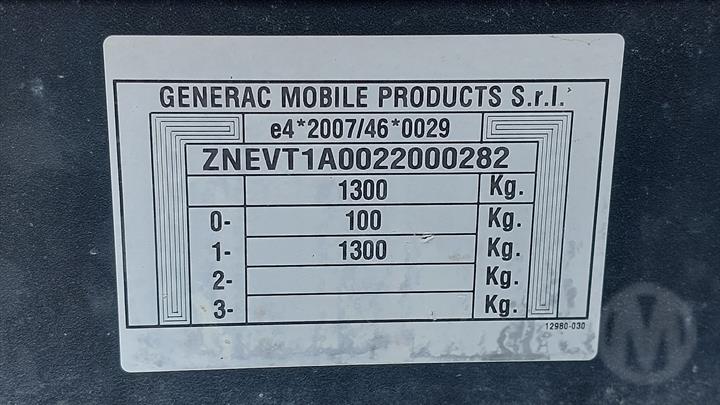 GENERAC MOBILE PRODUCTS S.r.l.
e4*2007/46*0029
ZNEVT1A0022000282
1300 Kg.
0- 100 Kg.
1- 1300 Kg.
2- Kg.
3- Kg.
12980-030
M